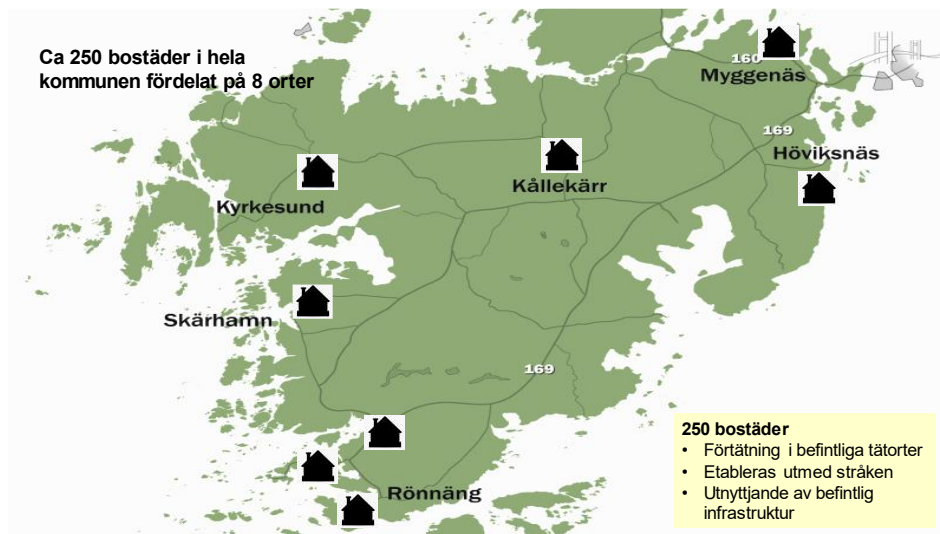 Ca 250 bostäder i hela
kommunen fördelat på 8 orter
160
Myggenäs
169
Höviksnäs
Kållekärr
Kyrkesund
Skärhamn
169
Rönnäng
250 bostäder
• Förtätning i befintliga tätorter
• Etableras utmed stråken
• Utnyttjande av befintlig
infrastruktur